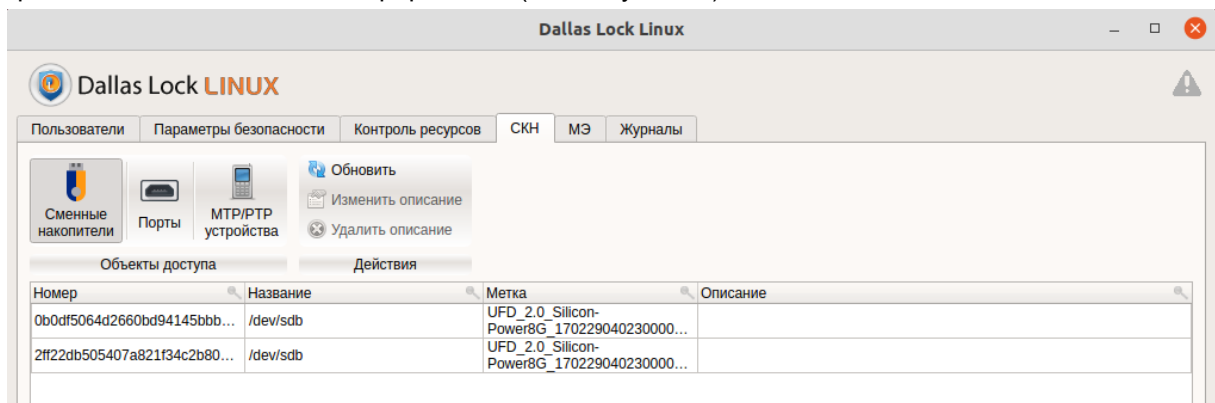 Dallas Lock Linux
Dallas Lock LINUX
Пользователи Параметры безопасности Контроль ресурсов СКН МЭ Журналы
Сменные накопители
Порты
MTP/PTP устройства
Обновить
Изменить описание
Удалить описание
Объекты доступа Действия
Номер Название Метка Описание
0b0df5064d2660bd94145bbb... /dev/sdb UFD_2.0_Silicon-
Power8G_170229040230000...
2ff22db505407a821f34c2b80... /dev/sdb UFD_2.0_Silicon-
Power8G_170229040230000...